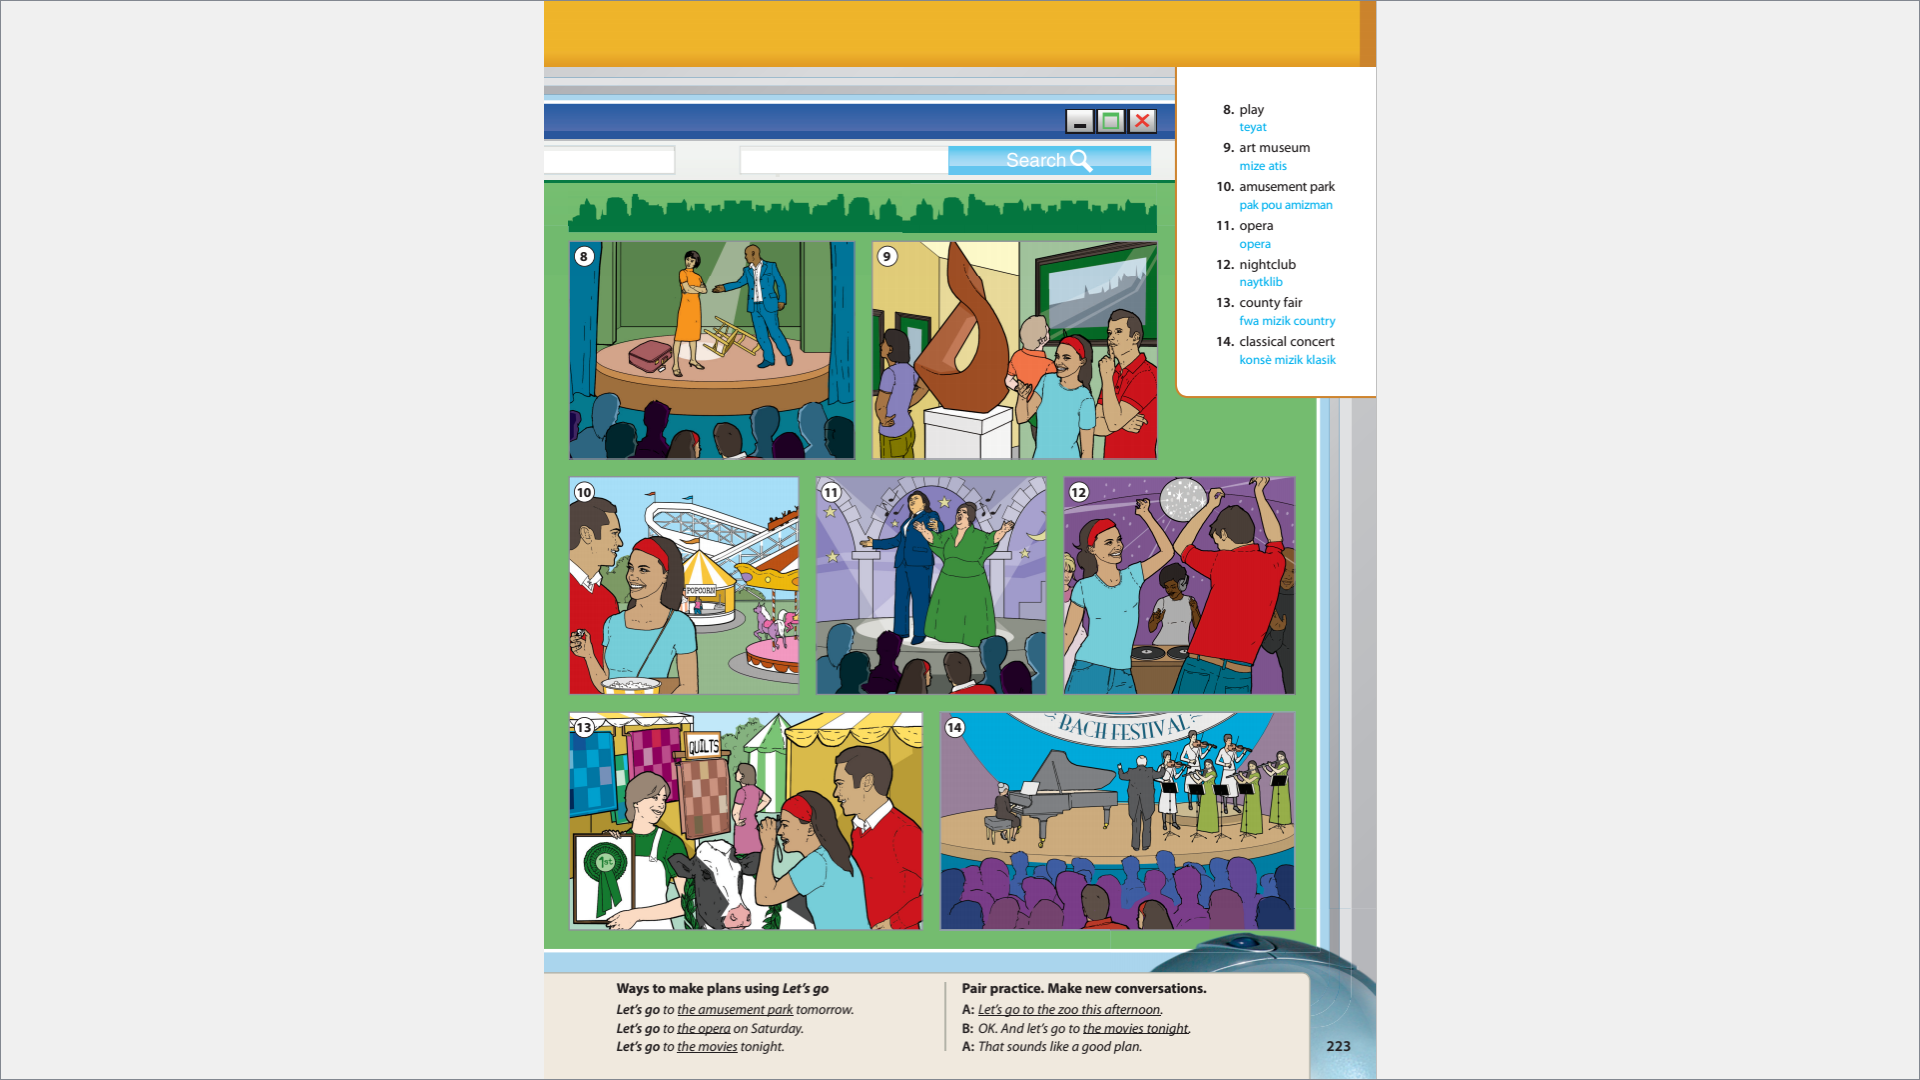 Search
8. play
teyat
9. art museum
mize atis
10. amusement park
pak pou amizman
11. opera
opera
12. nightclub
naytklib
13. county fair
fwa mizik country
14. classical concert
konsè mizik klasik
8
9
10
POPCORN
11
12
13
QUILTS
1st
14
BACH FESTIVAL
Ways to make plans using Let's go
Let's go to the amusement park tomorrow.
Let's go to the opera on Saturday.
Let's go to the movies tonight.
Pair practice. Make new conversations.
A: Let's go to the zoo this afternoon.
B: OK. And let's go to the movies tonight.
A: That sounds like a good plan.
223